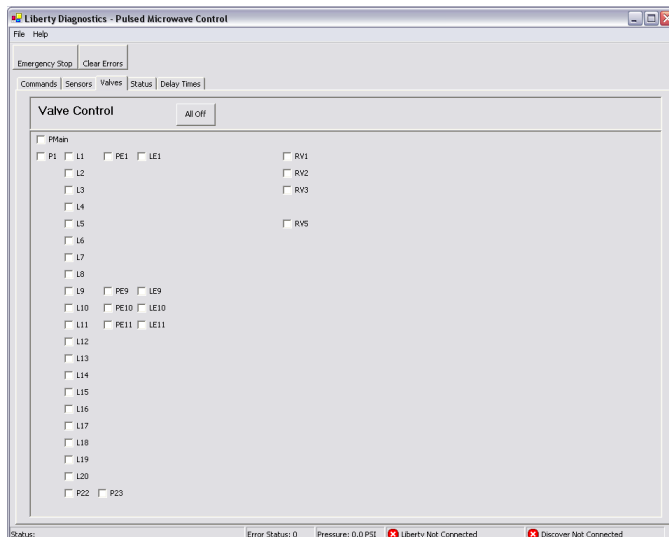 Liberty Diagnostics - Pulsed Microwave Control
File Help
Emergency Stop Clear Errors
Commands Sensors Valves Status Delay Times
Valve Control All Off
PMain
P1 L1 PE1 LE1 RV1
L2 RV2
L3 RV3
L4
L5 RV5
L6
L7
L8
L9 PE9 LE9
L10 PE10 LE10
L11 PE11 LE11
L12
L13
L14
L15
L16
L17
L18
L19
L20
P22 P23
Status: Error Status: 0 Pressure: 0.0 PSI Liberty Not Connected Discover Not Connected